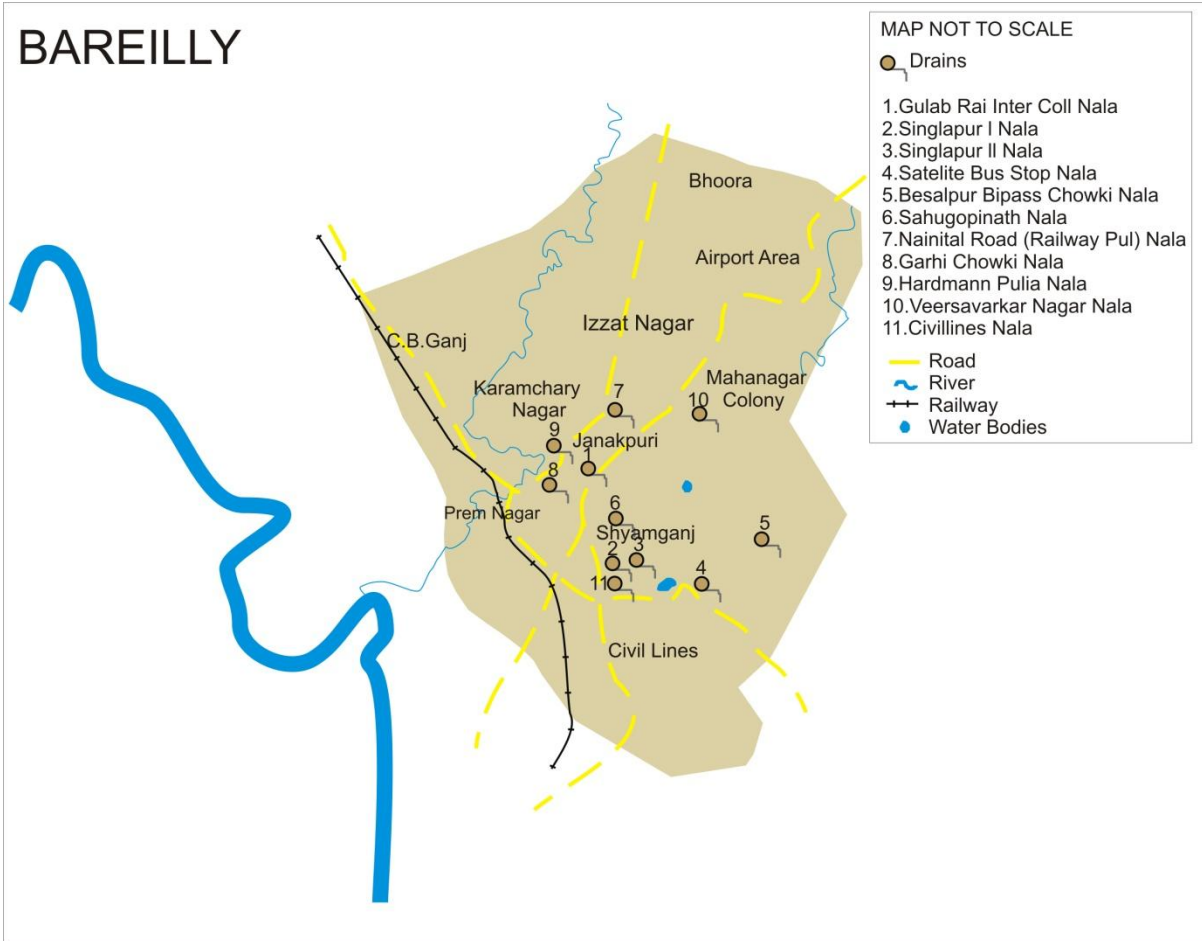 BAREILLY
MAP NOT TO SCALE
Drains
1.Gulab Rai Inter Coll Nala
2.Singlapur I Nala
3.Singlapur II Nala
4.Satelite Bus Stop Nala
5.Besalpur Bipass Chowki Nala
6.Sahugopinath Nala
7.Nainital Road (Railway Pul) Nala
8.Garhi Chowki Nala
9.Hardmann Pulia Nala
10.Veersavarkar Nagar Nala
11.Civillines Nala
Road
River
Railway
Water Bodies
Bhoora
Airport Area
Izzat Nagar
C.B.Ganj
Karamchary
Nagar
Mahanagar
Colony
7
10
9
Janakpuri
1
8
Prem Nagar
6
Shyamganj
5
2
3
4
11
Civil Lines